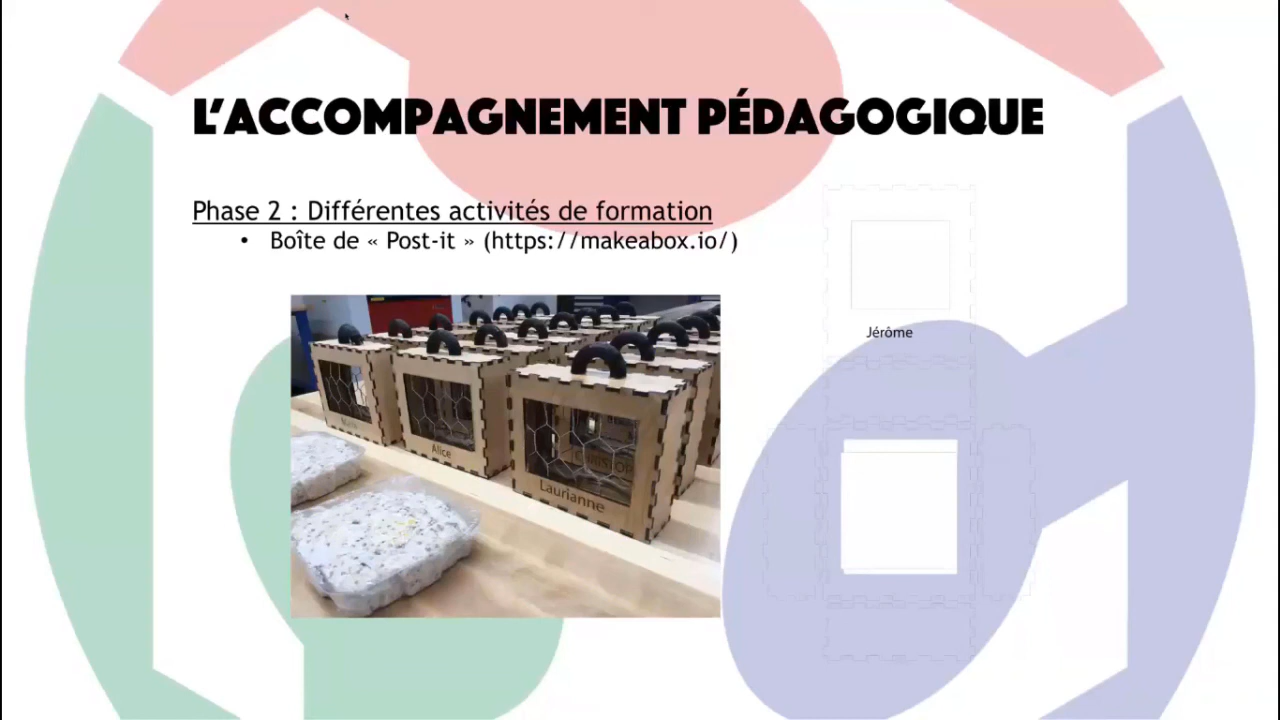 L'ACCOMPAGNEMENT PÉDAGOGIQUE
Phase 2 : Différentes activités de formation
• Boîte de « Post-it » (https://makeabox.io/)
Jérôme
Alice
Laurianne